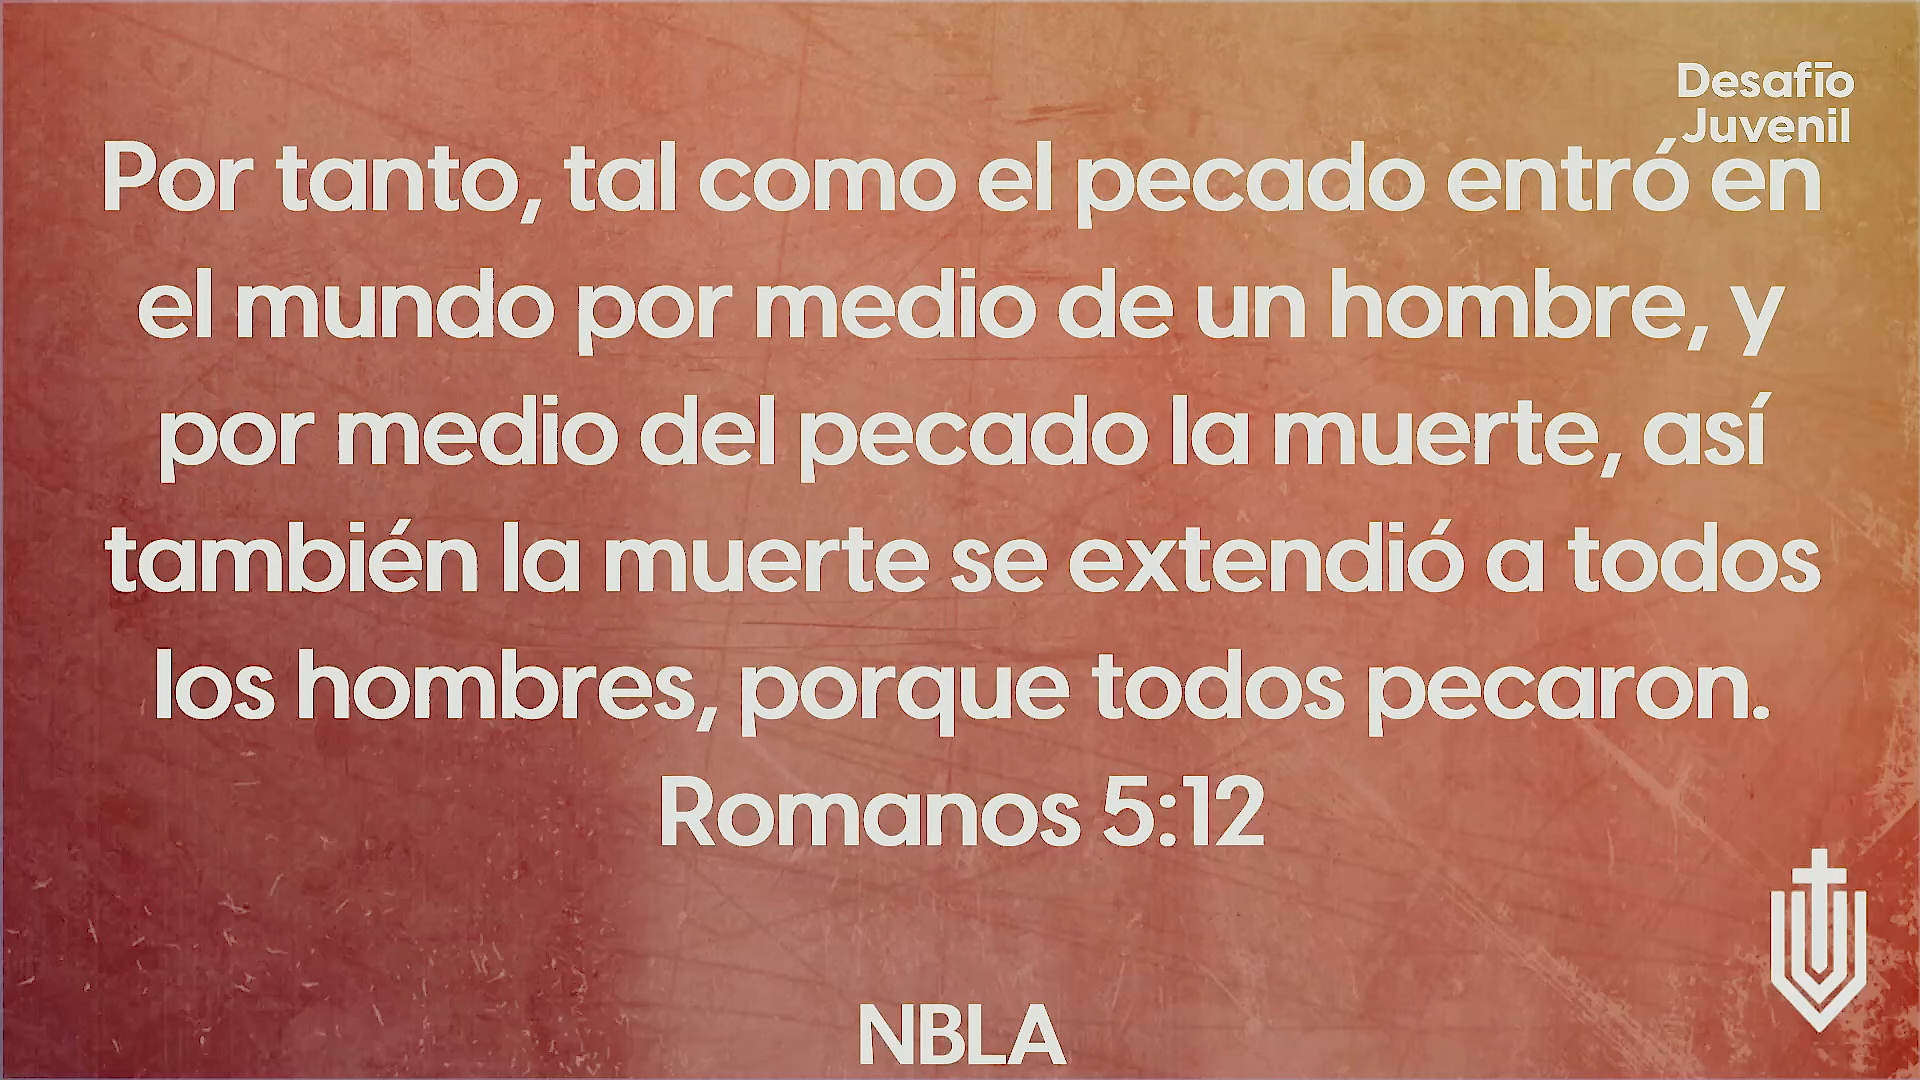 Desafío
Juvenil
Por tanto, tal como el pecado entró en
el mundo por medio de un hombre, y
por medio del pecado la muerte, así
también la muerte se extendió a todos
los hombres, porque todos pecaron.
Romanos 5:12
NBLA